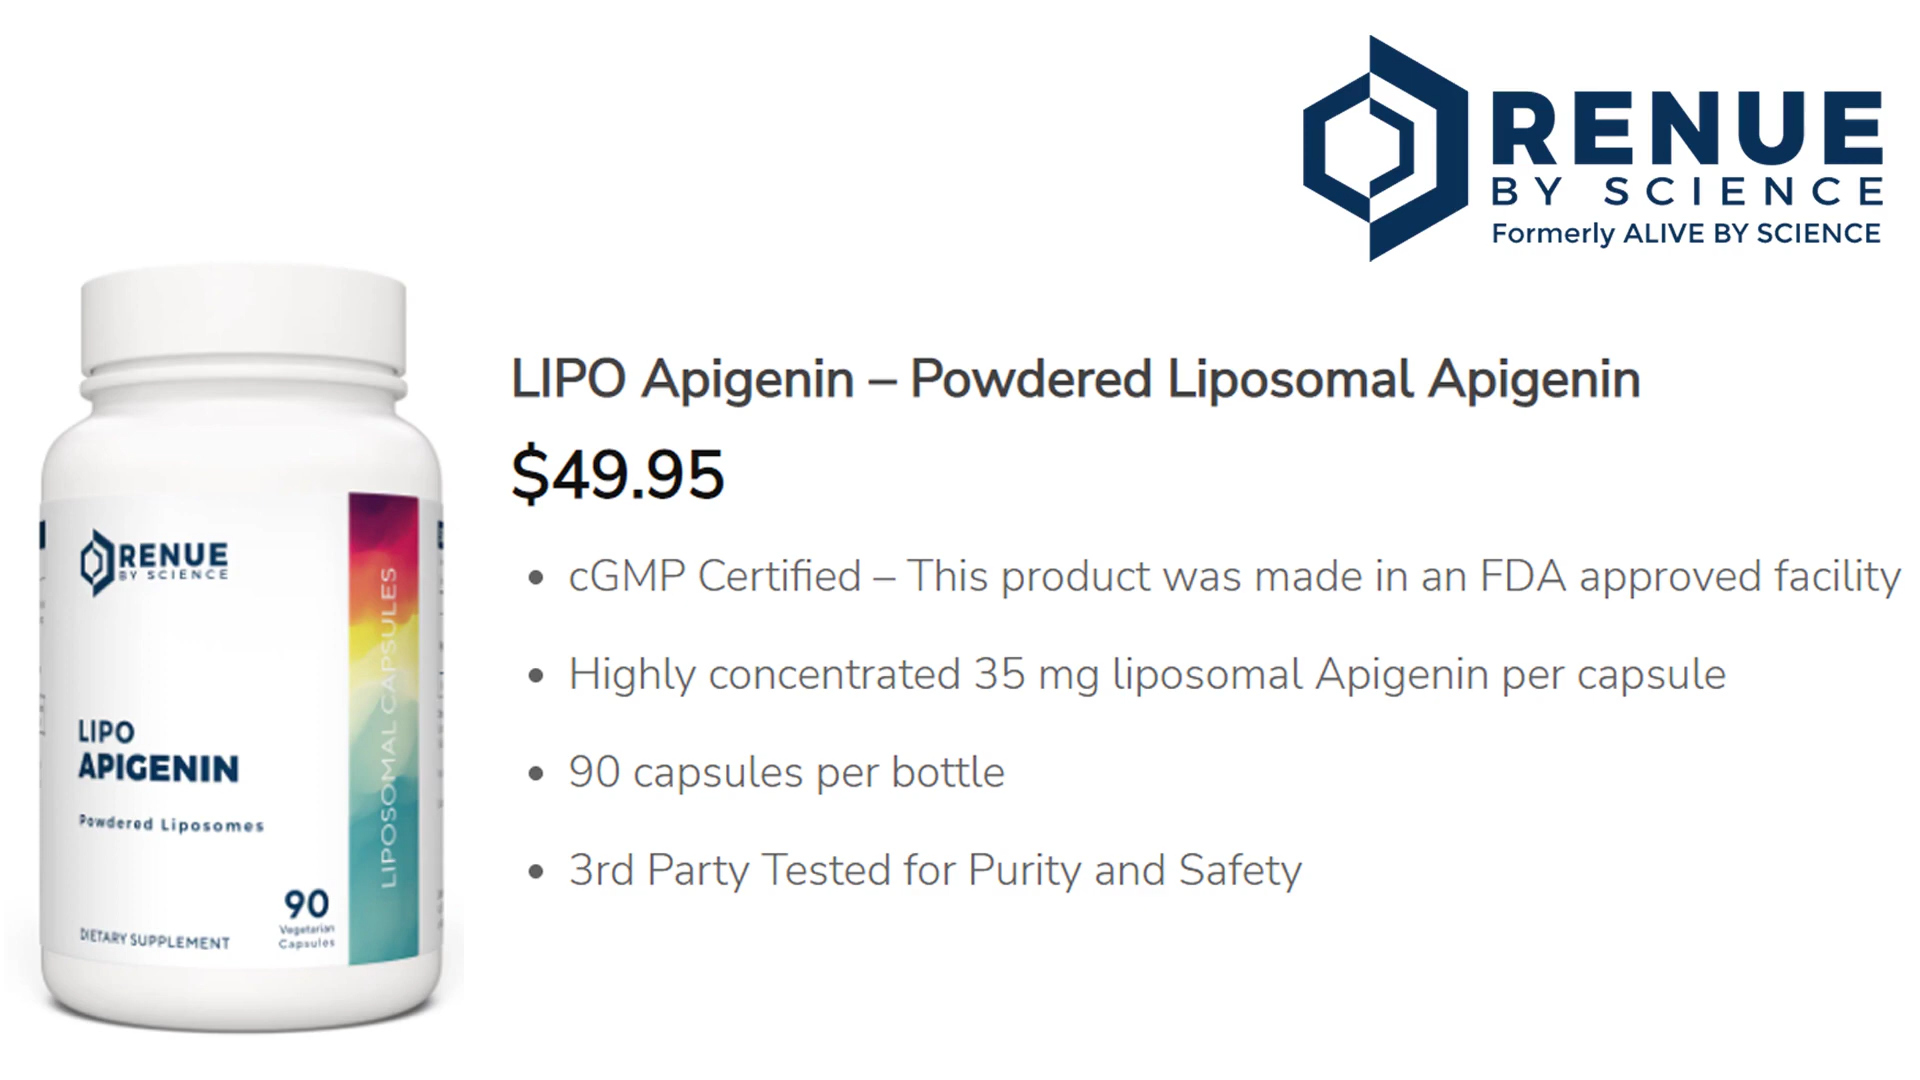 RENUE
BY SCIENCE
Formerly ALIVE BY SCIENCE
LIPO Apigenin – Powdered Liposomal Apigenin
$49.95
• cGMP Certified – This product was made in an FDA approved facility
• Highly concentrated 35 mg liposomal Apigenin per capsule
• 90 capsules per bottle
• 3rd Party Tested for Purity and Safety
RENUE
BY SCIENCE
LIPO
APIGENIN
Powdered Liposomes
90
Vegetarian
Capsules
DIETARY SUPPLEMENT
LIPOSOMAL CAPSULES